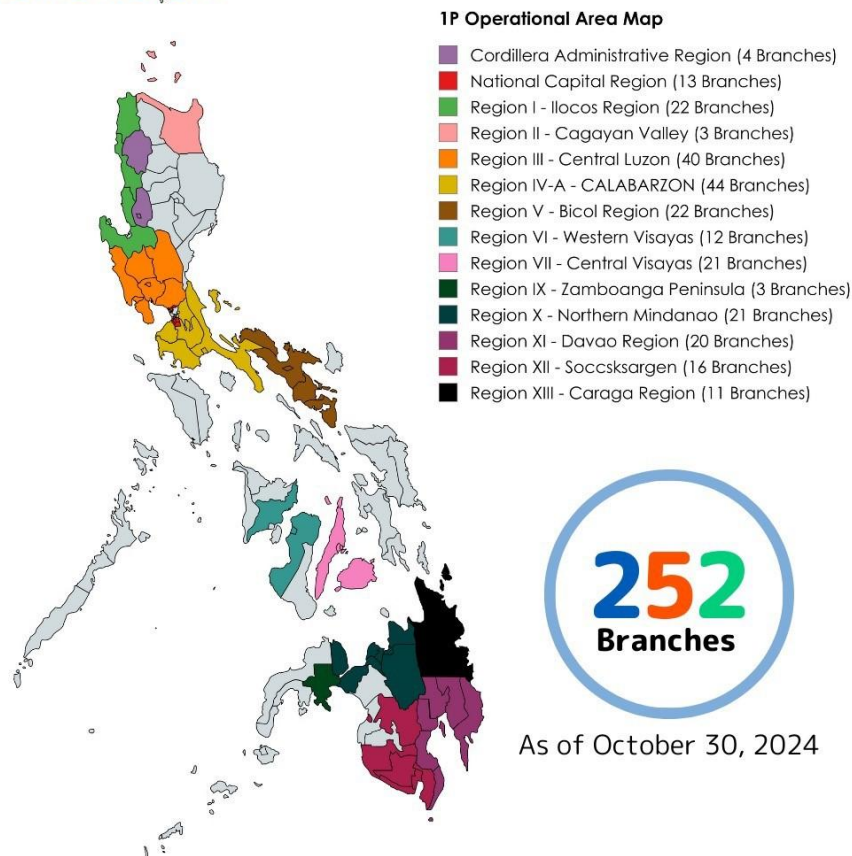 1P Operational Area Map
Cordillera Administrative Region (4 Branches)
National Capital Region (13 Branches)
Region I - Ilocos Region (22 Branches)
Region II - Cagayan Valley (3 Branches)
Region III - Central Luzon (40 Branches)
Region IV-A - CALABARZON (44 Branches)
Region V - Bicol Region (22 Branches)
Region VI - Western Visayas (12 Branches)
Region VII - Central Visayas (21 Branches)
Region IX - Zamboanga Peninsula (3 Branches)
Region X - Northern Mindanao (21 Branches)
Region XI - Davao Region (20 Branches)
Region XII - Soccsksargen (16 Branches)
Region XIII - Caraga Region (11 Branches)
252
Branches
As of October 30, 2024